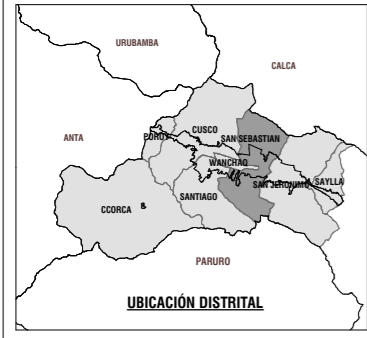 URUBAMBA
CALCA
ANTA
POROY
CUSCO
SAN SEBASTIAN
WANCHAQ
SAN JERONIMO
SAYLLA
SANTIAGO
CCORCA
PARURO
UBICACIÓN DISTRITAL